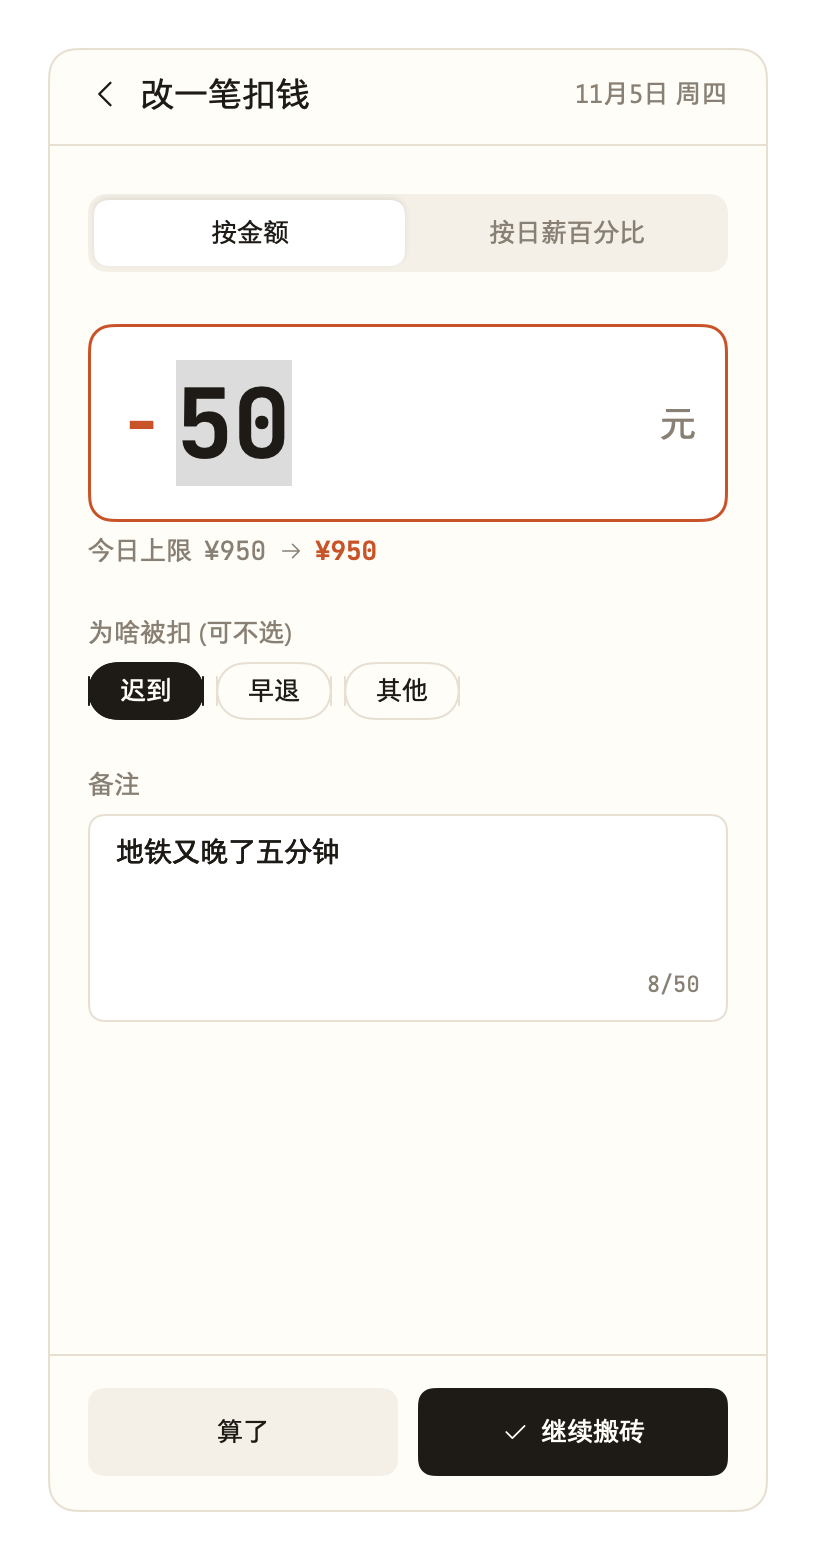 改一笔扣钱 11月5日 周四
按金额 按日薪百分比
- 50 元
今日上限 ¥950 → ¥950
为啥被扣 (可不选)
迟到 早退 其他
备注
地铁又晚了五分钟
8/50
算了 继续搬砖